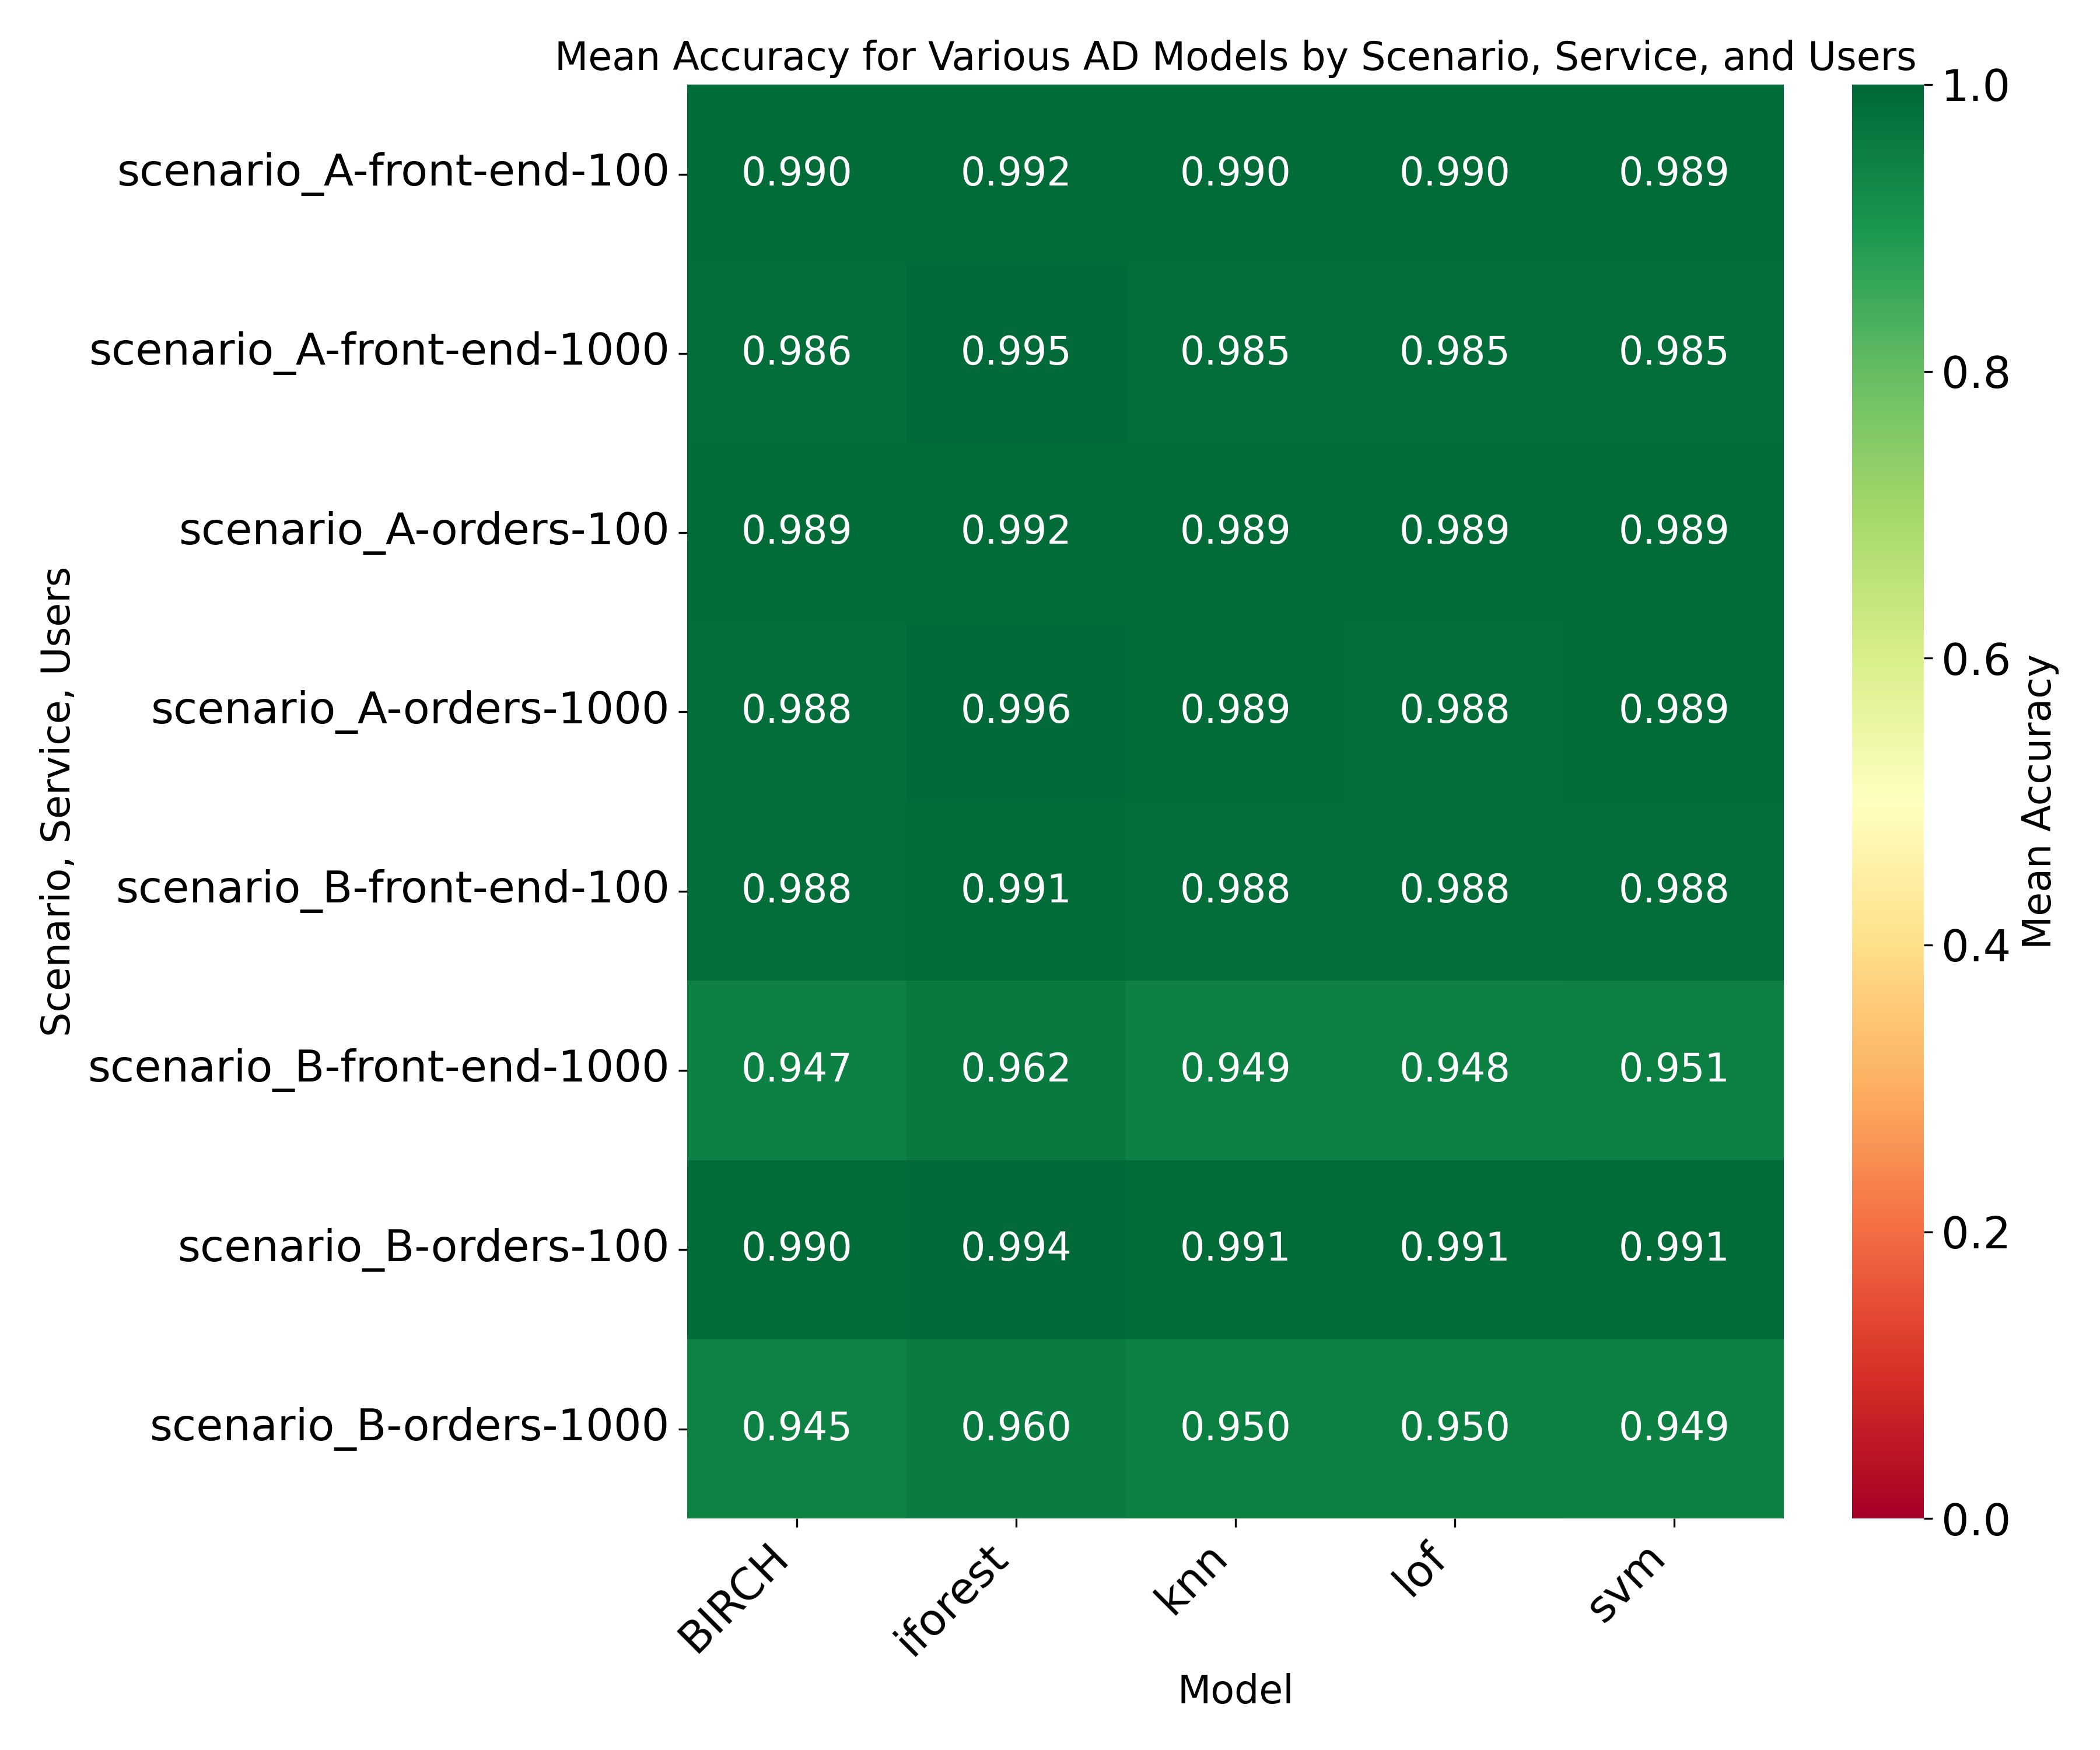 Mean Accuracy for Various AD Models by Scenario, Service, and Users
Scenario, Service, Users
scenario_A-front-end-100 0.990 0.992 0.990 0.990 0.989
scenario_A-front-end-1000 0.986 0.995 0.985 0.985 0.985
scenario_A-orders-100 0.989 0.992 0.989 0.989 0.989
scenario_A-orders-1000 0.988 0.996 0.989 0.988 0.989
scenario_B-front-end-100 0.988 0.991 0.988 0.988 0.988
scenario_B-front-end-1000 0.947 0.962 0.949 0.948 0.951
scenario_B-orders-100 0.990 0.994 0.991 0.991 0.991
scenario_B-orders-1000 0.945 0.960 0.950 0.950 0.949
BIRCH iforest knn lof svm
Model
1.0
0.8
0.6
0.4
0.2
0.0
Mean Accuracy